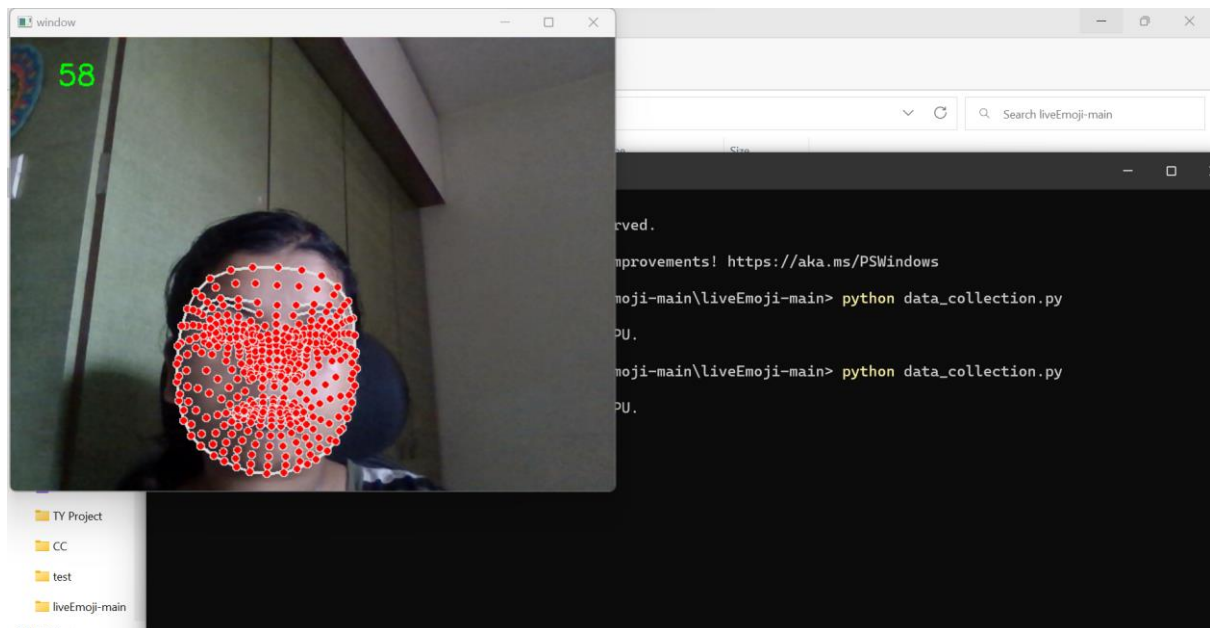 window
58
Search liveEmoji-main
Size
rved.
mprovements! https://aka.ms/PSWindows
moji-main\liveEmoji-main> python data_collection.py
PU.
moji-main\liveEmoji-main> python data_collection.py
PU.
TY Project
CC
test
liveEmoji-main